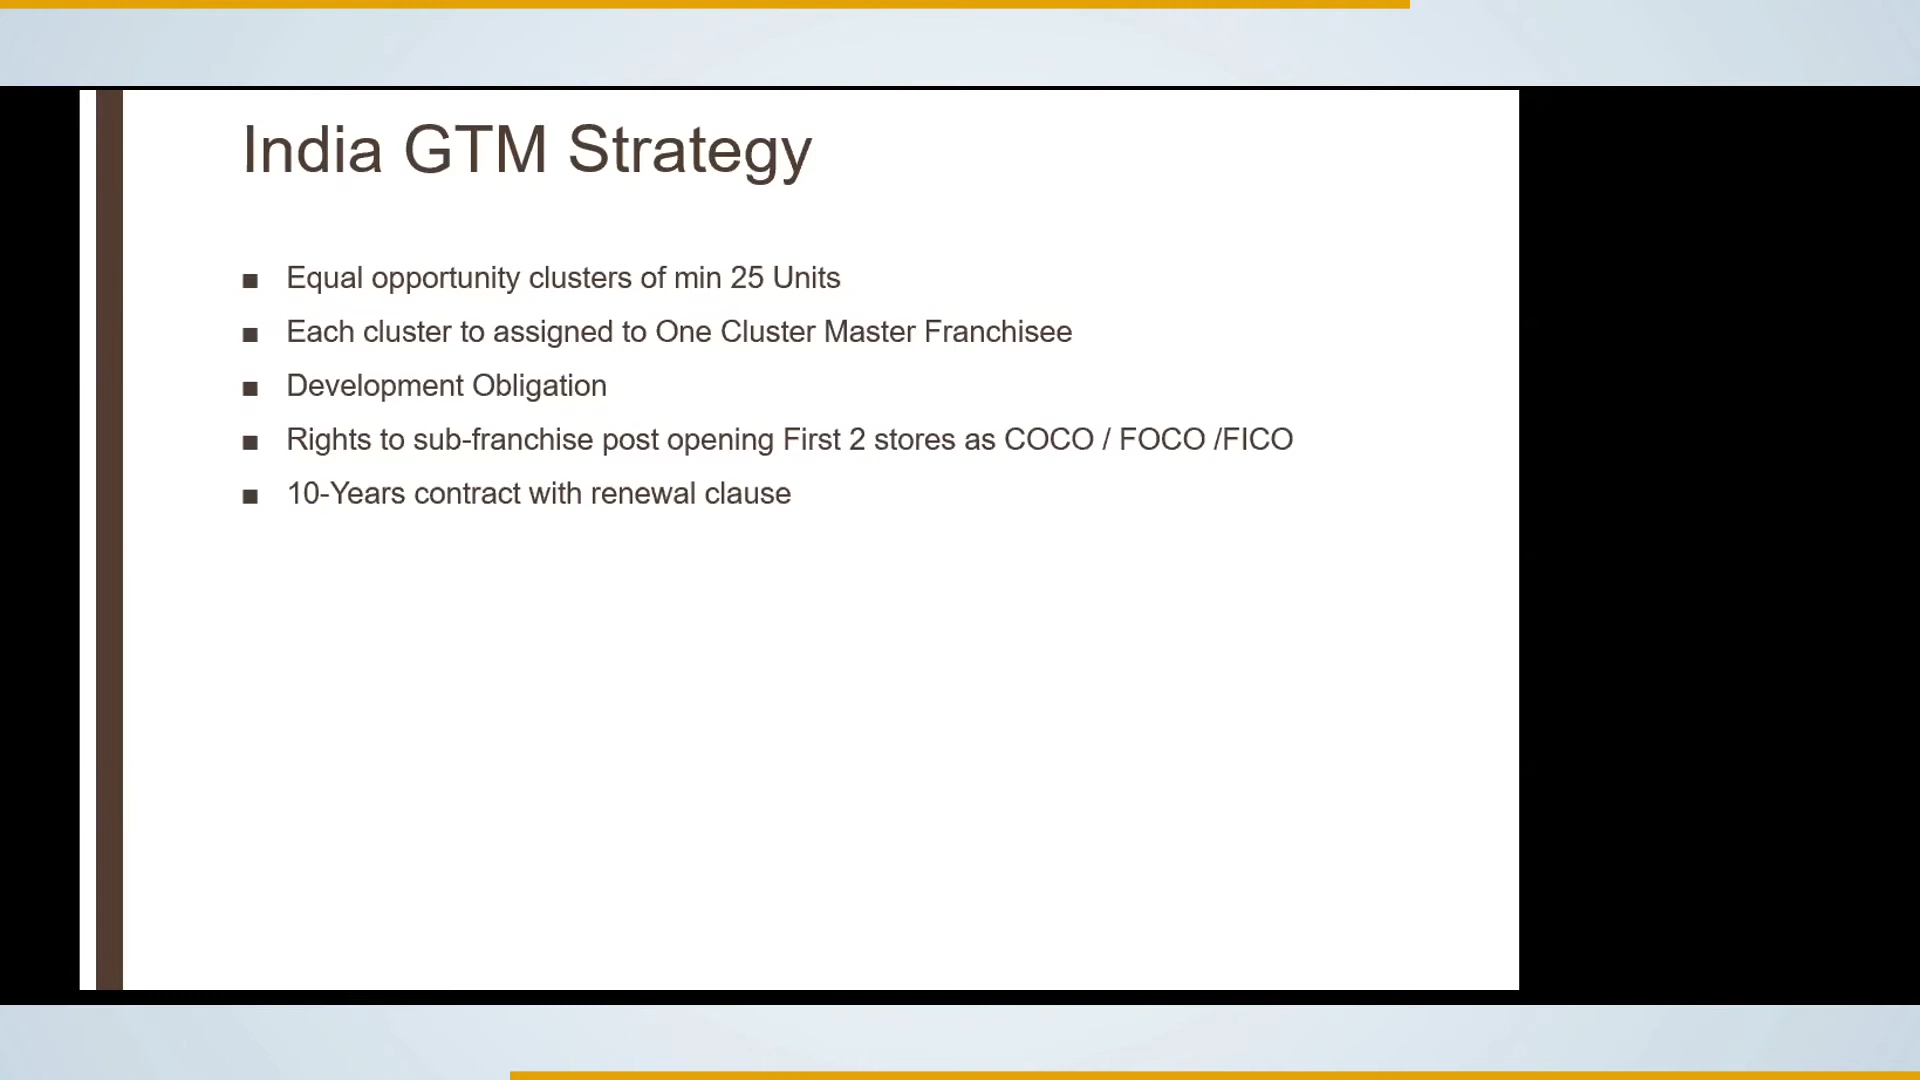 India GTM Strategy
■ Equal opportunity clusters of min 25 Units
■ Each cluster to assigned to One Cluster Master Franchisee
■ Development Obligation
■ Rights to sub-franchise post opening First 2 stores as COCO / FOCO /FICO
■ 10-Years contract with renewal clause